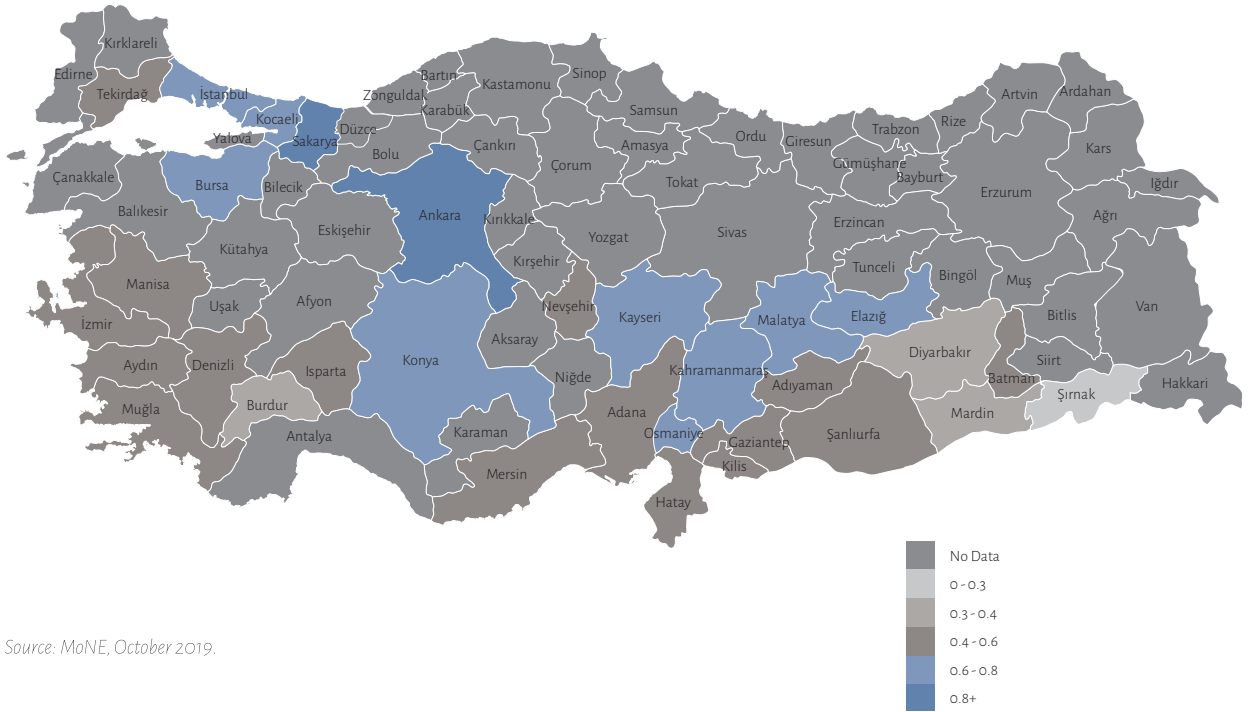 Kırklareli
Edirne
Tekirdağ
İstanbul
Kocaeli
Yalova
Sakarya
Düzce
Zonguldak
Bartın
Karabük
Kastamonu
Sinop
Samsun
Çankırı
Bolu
Çorum
Amasya
Tokat
Ordu
Giresun
Trabzon
Rize
Artvin
Ardahan
Kars
Gümüşhane
Bayburt
Erzurum
Iğdır
Ağrı
Çanakkale
Balıkesir
Bursa
Bilecik
Kütahya
Eskişehir
Ankara
Kırıkkale
Kırşehir
Yozgat
Sivas
Erzincan
Tunceli
Bingöl
Muş
Bitlis
Van
Manisa
İzmir
Uşak
Afyon
Konya
Aksaray
Nevşehir
Kayseri
Malatya
Elazığ
Diyarbakır
Batman
Siirt
Şırnak
Hakkari
Aydın
Denizli
Isparta
Muğla
Burdur
Antalya
Karaman
Niğde
Mersin
Adana
Kahramanmaraş
Osmaniye
Adıyaman
Gaziantep
Kilis
Hatay
Şanlıurfa
Mardin
No Data
0 - 0.3
0.3 - 0.4
0.4 - 0.6
0.6 - 0.8
0.8+
Source: MoNE, October 2019.